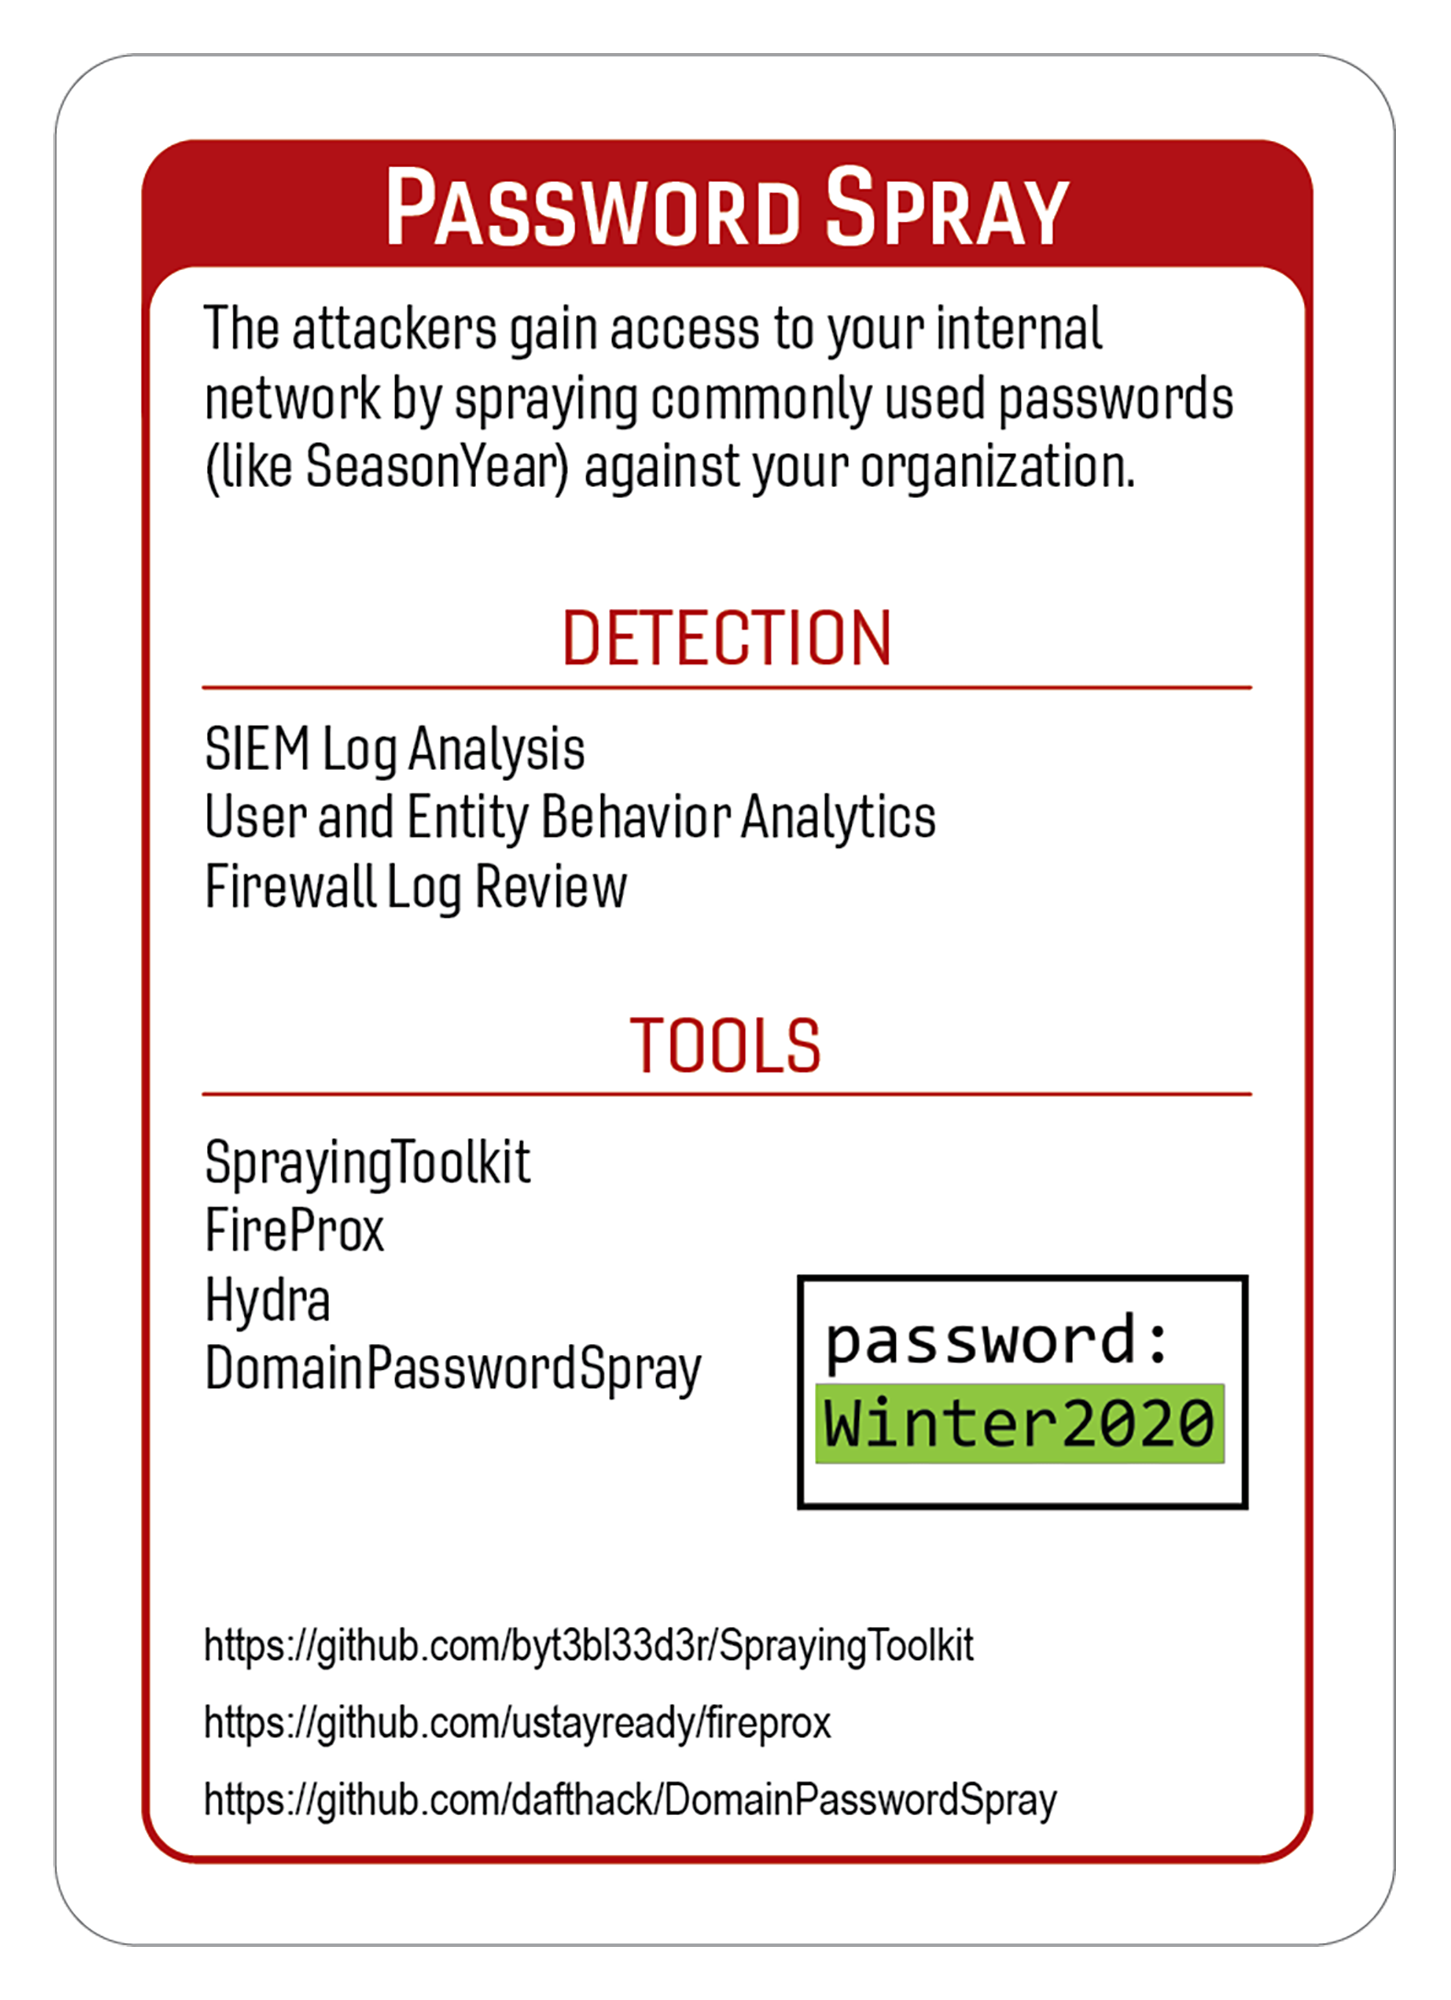 Password Spray
The attackers gain access to your internal
network by spraying commonly used passwords
(like SeasonYear) against your organization.
DETECTION
SIEM Log Analysis
User and Entity Behavior Analytics
Firewall Log Review
TOOLS
SprayingToolkit
FireProx
Hydra
DomainPasswordSpray
password:
Winter2020
https://github.com/byt3bl33d3r/SprayingToolkit
https://github.com/ustayready/fireprox
https://github.com/dafthack/DomainPasswordSpray